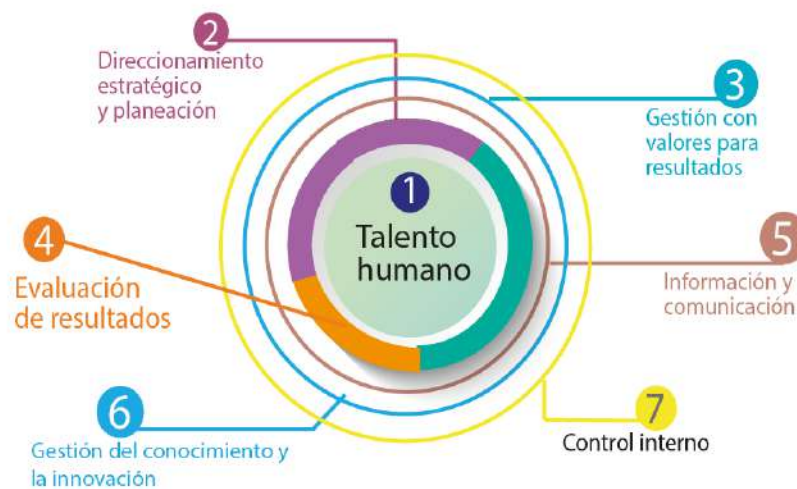 2
Direccionamiento
estratégico
y planeación
3
Gestión con
valores para
resultados
1
Talento
humano
4
Evaluación
de resultados
5
Información y
comunicación
6
Gestión del conocimiento y
la innovación
7
Control interno